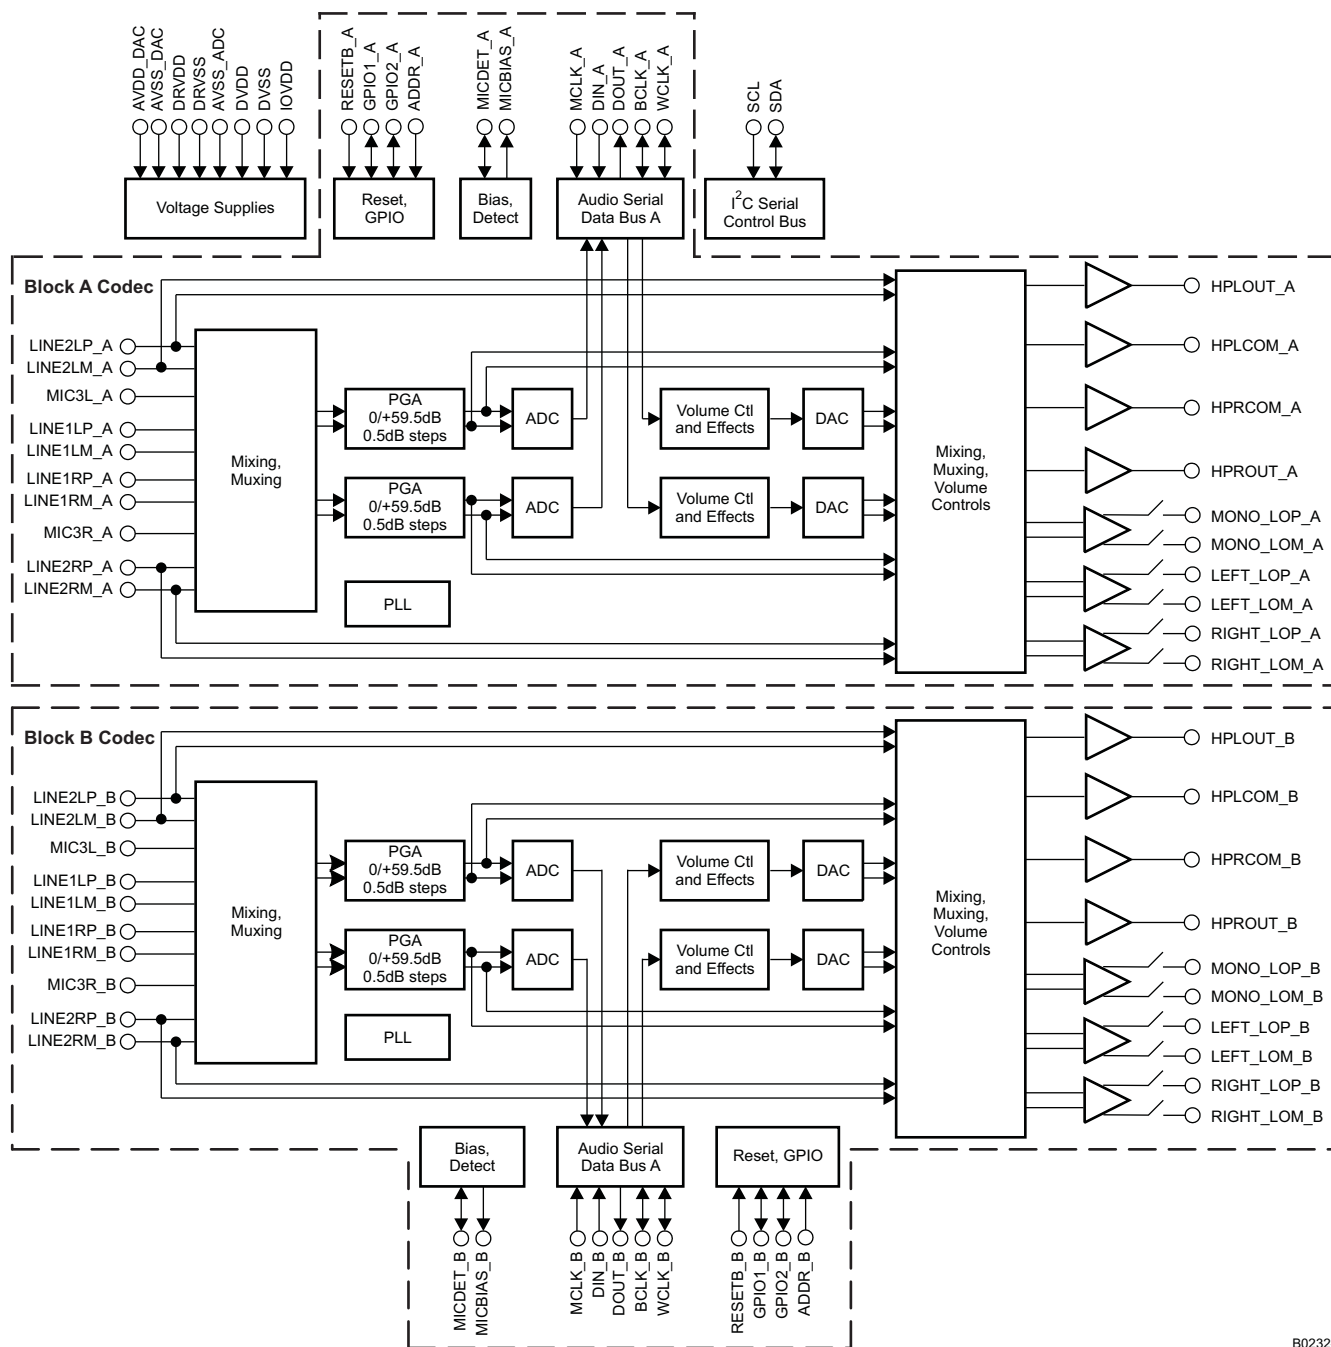 AVDD_DAC
AVSS_DAC
DRVDD
DRVSS
AVSS_ADC
DVDD
DVSS
IOVDD
RESETB_A
GPIO1_A
GPIO2_A
ADDR_A
MICDET_A
MICBIAS_A
MCLK_A
DIN_A
DOUT_A
BCLK_A
WCLK_A
SCL
SDA
Voltage Supplies
Reset,
GPIO
Bias,
Detect
Audio Serial
Data Bus A
I2C Serial
Control Bus
Block A Codec
LINE2LP_A
LINE2LM_A
MIC3L_A
LINE1LP_A
LINE1LM_A
LINE1RP_A
LINE1RM_A
MIC3R_A
LINE2RP_A
LINE2RM_A
Mixing,
Muxing
PGA
0/+59.5dB
0.5dB steps
ADC
Volume Ctl
and Effects
DAC
PGA
0/+59.5dB
0.5dB steps
ADC
Volume Ctl
and Effects
DAC
PLL
Mixing,
Muxing,
Volume
Controls
HPLOUT_A
HPLCOM_A
HPRCOM_A
HPROUT_A
MONO_LOP_A
MONO_LOM_A
LEFT_LOP_A
LEFT_LOM_A
RIGHT_LOP_A
RIGHT_LOM_A
Block B Codec
LINE2LP_B
LINE2LM_B
MIC3L_B
LINE1LP_B
LINE1LM_B
LINE1RP_B
LINE1RM_B
MIC3R_B
LINE2RP_B
LINE2RM_B
Mixing,
Muxing
PGA
0/+59.5dB
0.5dB steps
ADC
Volume Ctl
and Effects
DAC
PGA
0/+59.5dB
0.5dB steps
ADC
Volume Ctl
and Effects
DAC
PLL
Mixing,
Muxing,
Volume
Controls
HPLOUT_B
HPLCOM_B
HPRCOM_B
HPROUT_B
MONO_LOP_B
MONO_LOM_B
LEFT_LOP_B
LEFT_LOM_B
RIGHT_LOP_B
RIGHT_LOM_B
Bias,
Detect
Audio Serial
Data Bus A
Reset, GPIO
MICDET_B
MICBIAS_B
MCLK_B
DIN_B
DOUT_B
BCLK_B
WCLK_B
RESETB_B
GPIO1_B
GPIO2_B
ADDR_B
B0232